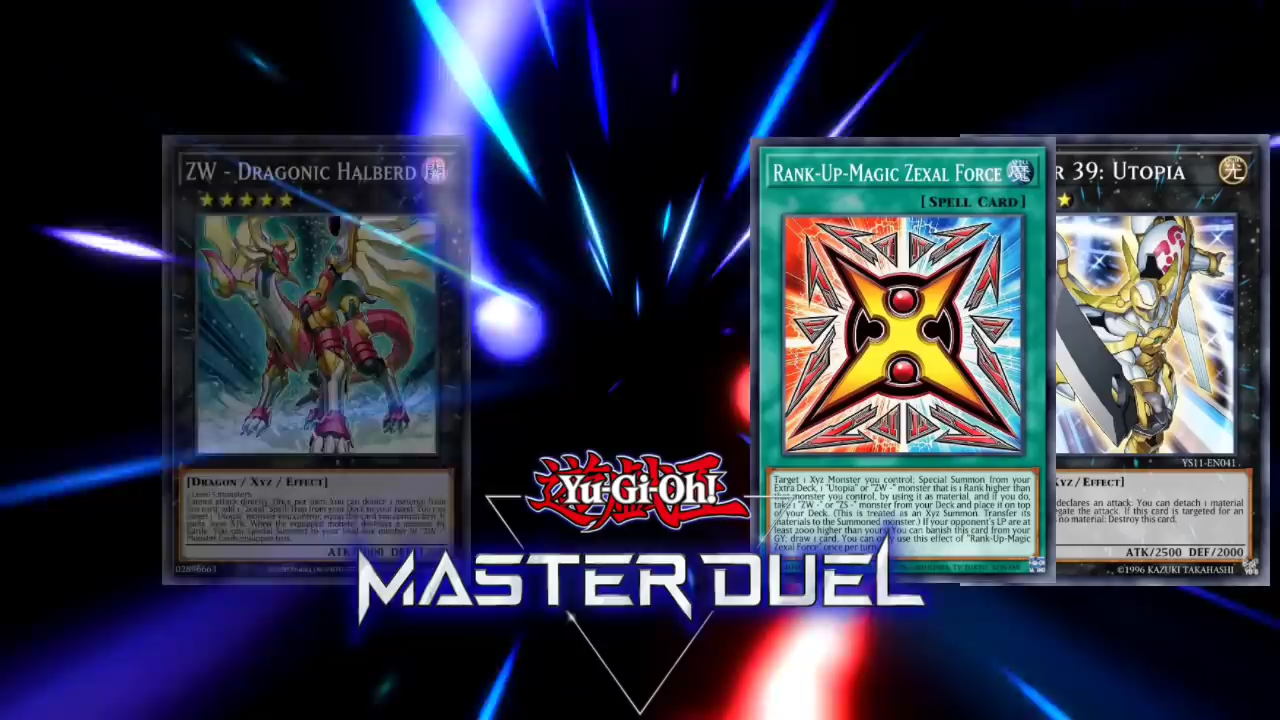 ZW - Dragonic Halberd
[Dragon / Xyz / Effect]
02896663
Rank-Up-Magic Zexal Force
[Spell Card]
Target 1 Xyz Monster you control; Special Summon from your
Extra Deck, 1 "Utopia" or "ZW -" monster that is 1 Rank higher than
that monster you control, by using it as material, and if you do,
take 1 "ZW -" or "ZS -" monster from your Deck and place it on top
of your Deck. (This is treated as an Xyz Summon. Transfer its
materials to the Summoned monster.) If your opponent's LP are at
least 2000 higher than yours: You can banish this card from your
GY; draw 1 card. You can only use this effect of "Rank-Up-Magic
Zexal Force" once per turn.
r 39: Utopia
YS11-EN041
Xyz / Effect]
declares an attack: You can detach 1 material
egate the attack. If this card is targeted for an
no material: Destroy this card.
ATK/2500 DEF/2000
©1996 KAZUKI TAKAHASHI
遊戯王
Yu-Gi-Oh!
MASTER DUEL